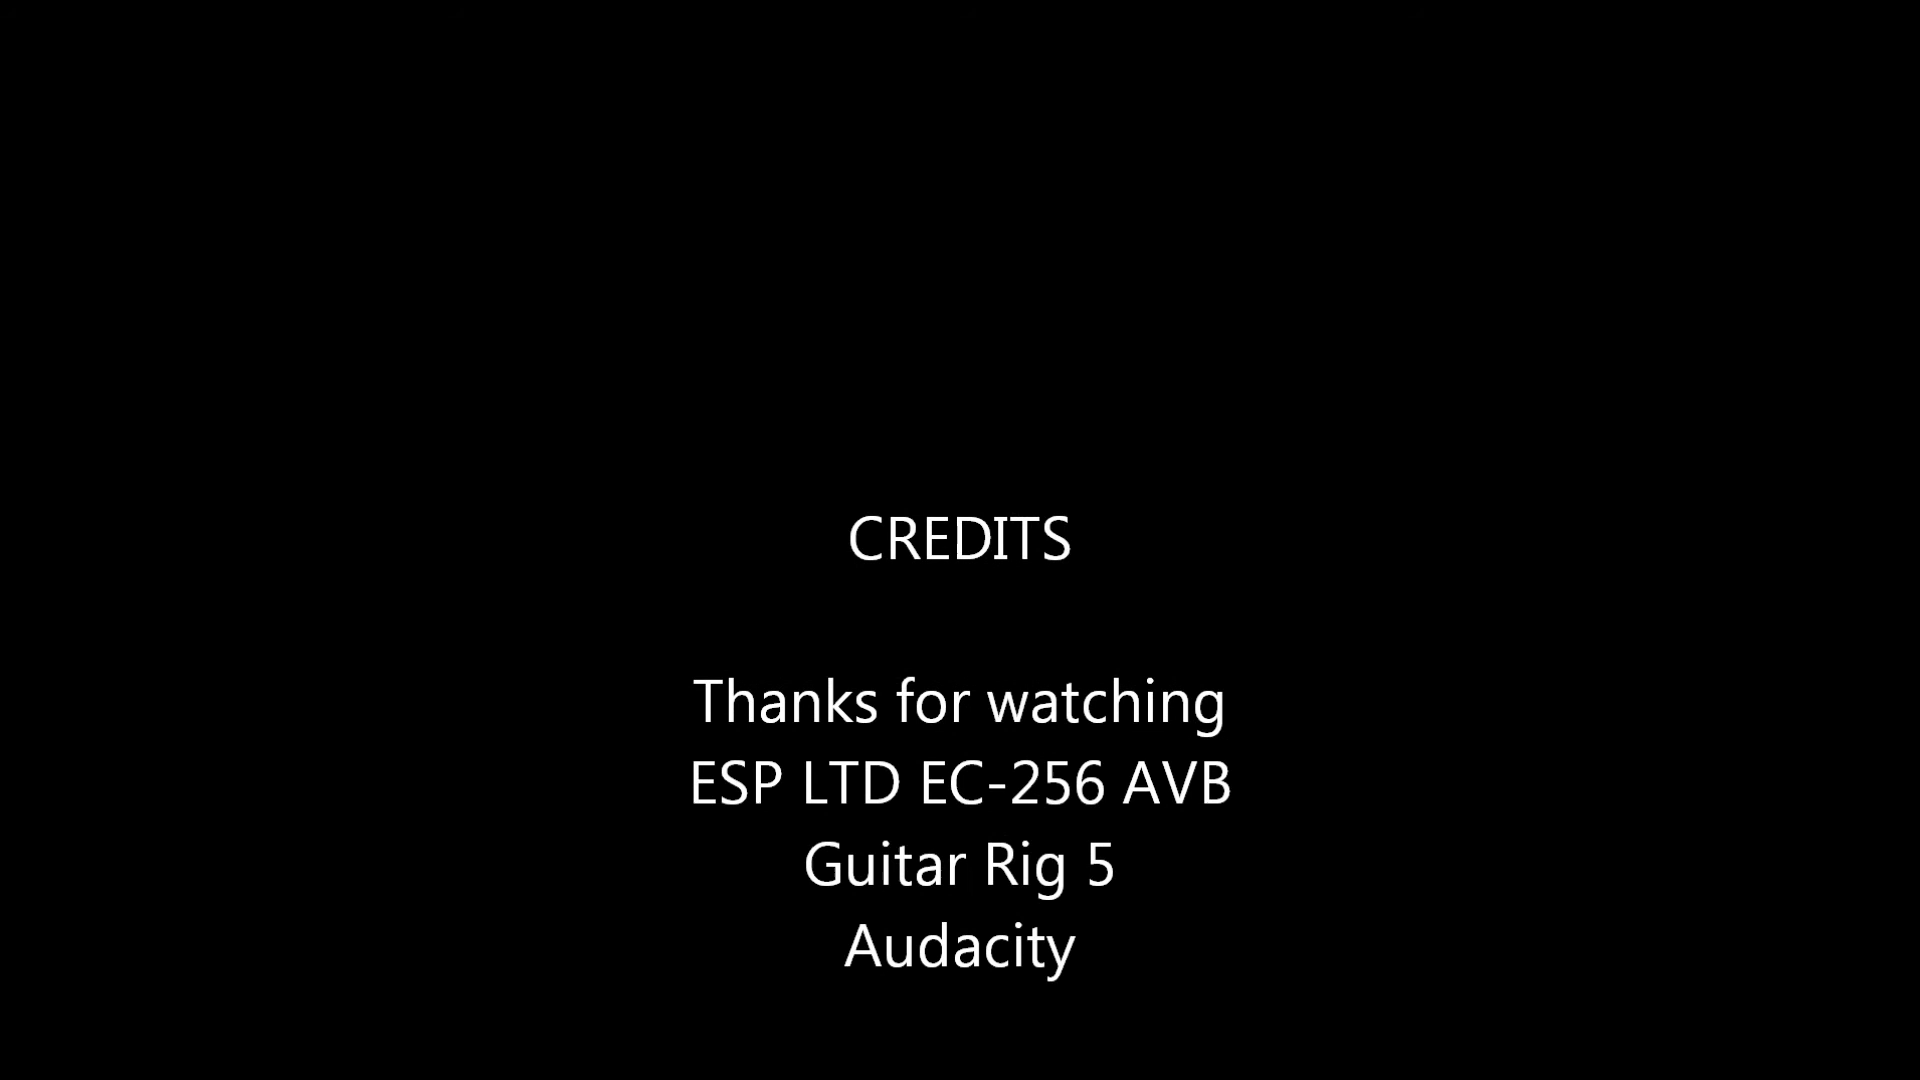 CREDITS
Thanks for watching
ESP LTD EC-256 AVB
Guitar Rig 5
Audacity